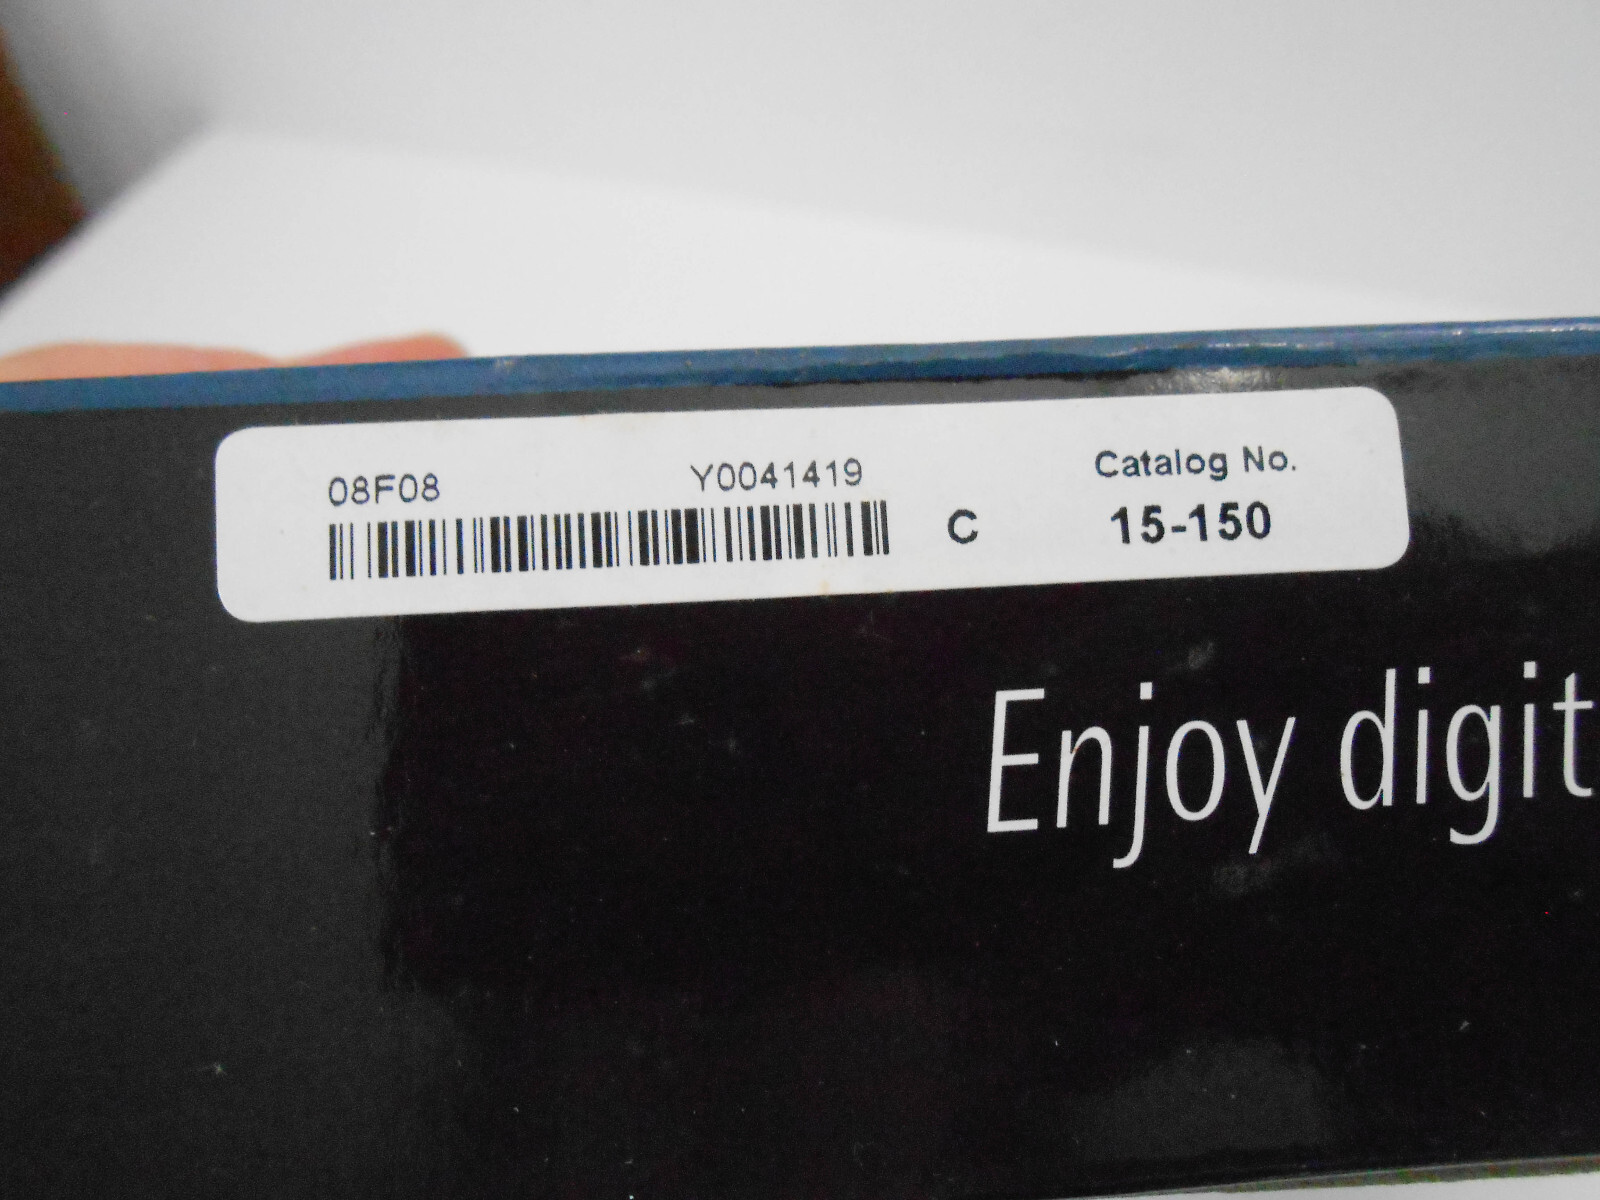 08F08 Y0041419
C
Catalog No.
15-150
Enjoy digit